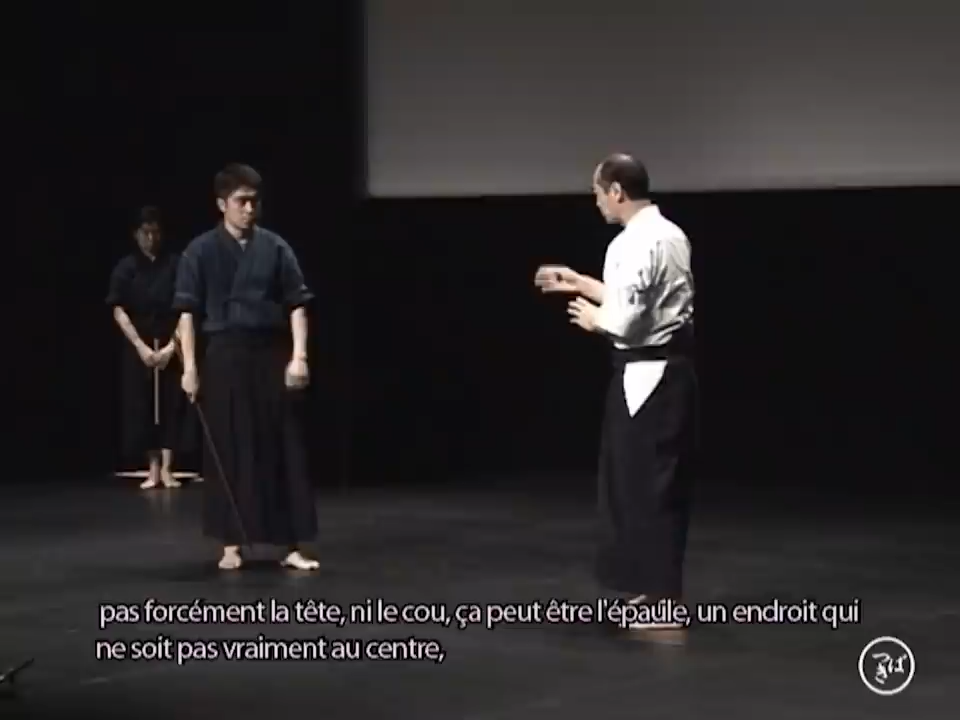 pas forcément la tête, ni le cou, ça peut être l'épaule, un endroit qui
ne soit pas vraiment au centre,